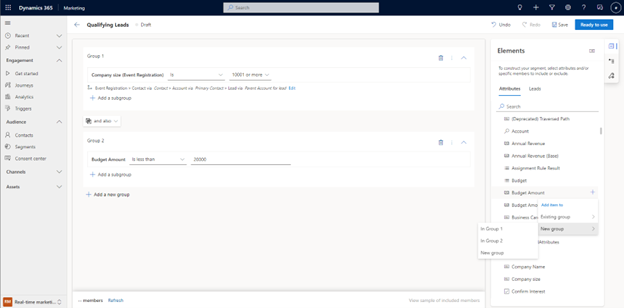 Dynamics 365
Marketing
Search
Qualifying Leads
Draft
Undo
Redo
Save
Ready to use
Home
Recent
Pinned
Engagement
Get started
Journeys
Analytics
Triggers
Audience
Contacts
Segments
Consent center
Channels
Assets
Real-time marketi...
Group 1
Company size (Event Registration)
Is
10001 or more
Event Registration > Contact via Contact > Account via Primary Contact > Lead via Parent Account for lead Edit
+ Add a subgroup
and also
Group 2
Budget Amount
Is less than
20000
+ Add a subgroup
+ Add a new group
-- members
Refresh
View sample of included members
Elements
To construct your segment, select attributes and/or
specific members to include or exclude.
Attributes
Leads
Search
(Deprecated) Traversed Path
Account
Annual Revenue
Annual Revenue (Base)
Assignment Rule Result
Budget
Budget Amount
Budget Amo
Business Ca
Attributes
Company Name
Company size
Confirm Interest
Add item to
Existing group
New group
In Group 1
In Group 2
New group